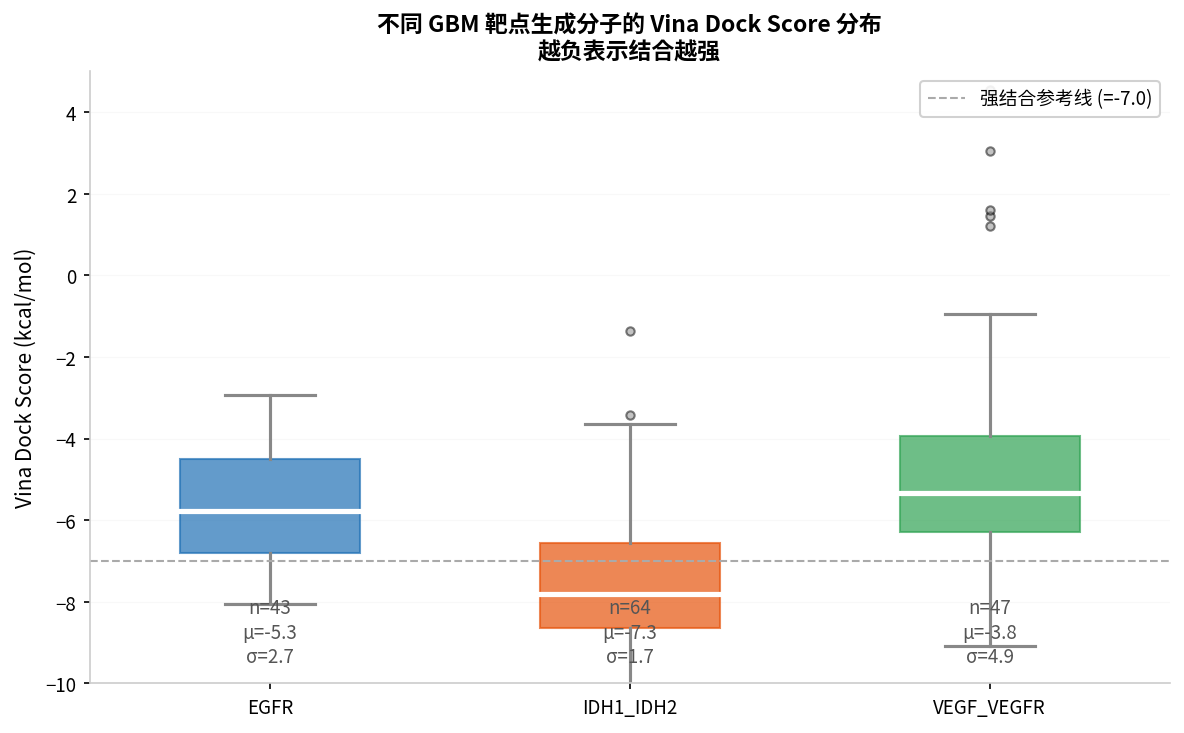 不同 GBM 靶点生成分子的 Vina Dock Score 分布
越负表示结合越强
强结合参考线 (=-7.0)
Vina Dock Score (kcal/mol)
4
2
0
−2
−4
−6
−8
−10
n=43
μ=-5.3
σ=2.7
n=64
μ=-7.3
σ=1.7
n=47
μ=-3.8
σ=4.9
EGFR
IDH1_IDH2
VEGF_VEGFR